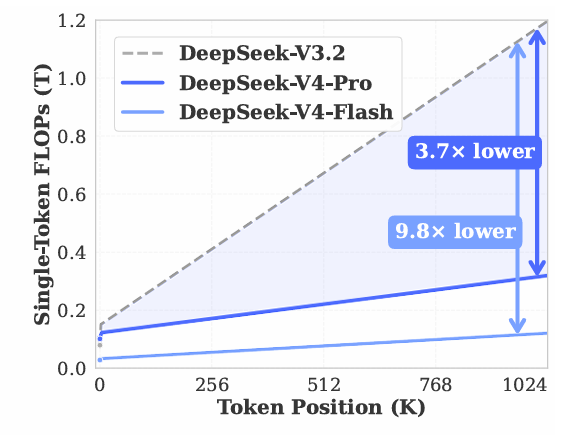 1.2
1.0
0.8
0.6
0.4
0.2
0.0
Single-Token FLOPs (T)
DeepSeek-V3.2
DeepSeek-V4-Pro
DeepSeek-V4-Flash
3.7× lower
9.8× lower
0 256 512 768 1024
Token Position (K)